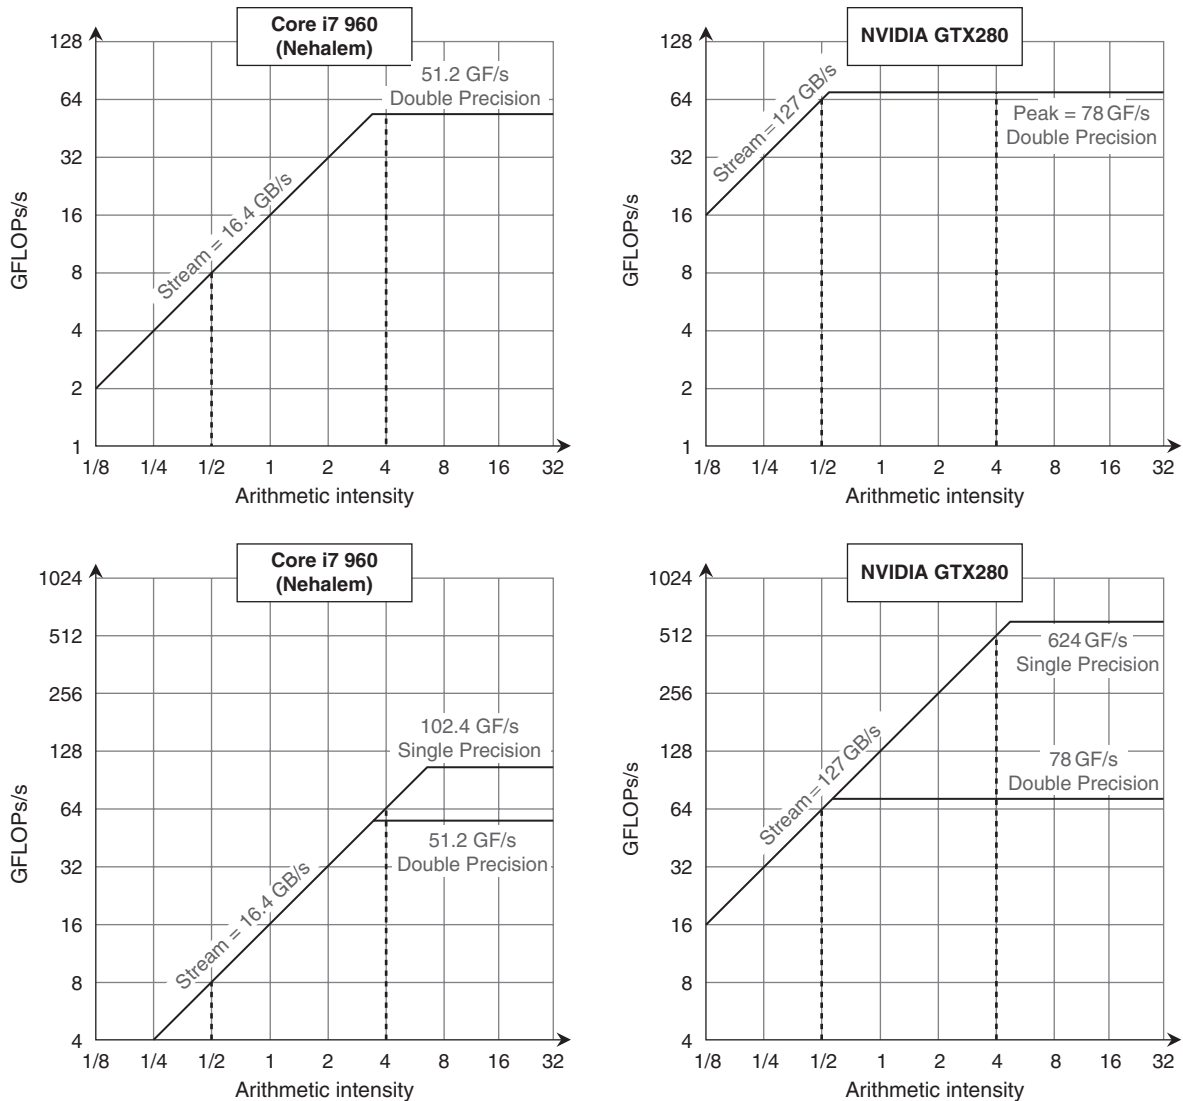 Core i7 960
(Nehalem)
128
64
32
16
8
4
2
1
GFLOPs/s
51.2 GF/s
Double Precision
Stream = 16.4 GB/s
1/8 1/4 1/2 1 2 4 8 16 32
Arithmetic intensity
NVIDIA GTX280
128
64
32
16
8
4
2
1
GFLOPs/s
Stream = 127 GB/s
Peak = 78 GF/s
Double Precision
1/8 1/4 1/2 1 2 4 8 16 32
Arithmetic intensity
Core i7 960
(Nehalem)
1024
512
256
128
64
32
16
8
4
GFLOPs/s
102.4 GF/s
Single Precision
51.2 GF/s
Double Precision
Stream = 16.4 GB/s
1/8 1/4 1/2 1 2 4 8 16 32
Arithmetic intensity
NVIDIA GTX280
1024
512
256
128
64
32
16
8
4
GFLOPs/s
624 GF/s
Single Precision
78 GF/s
Double Precision
Stream = 127 GB/s
1/8 1/4 1/2 1 2 4 8 16 32
Arithmetic intensity